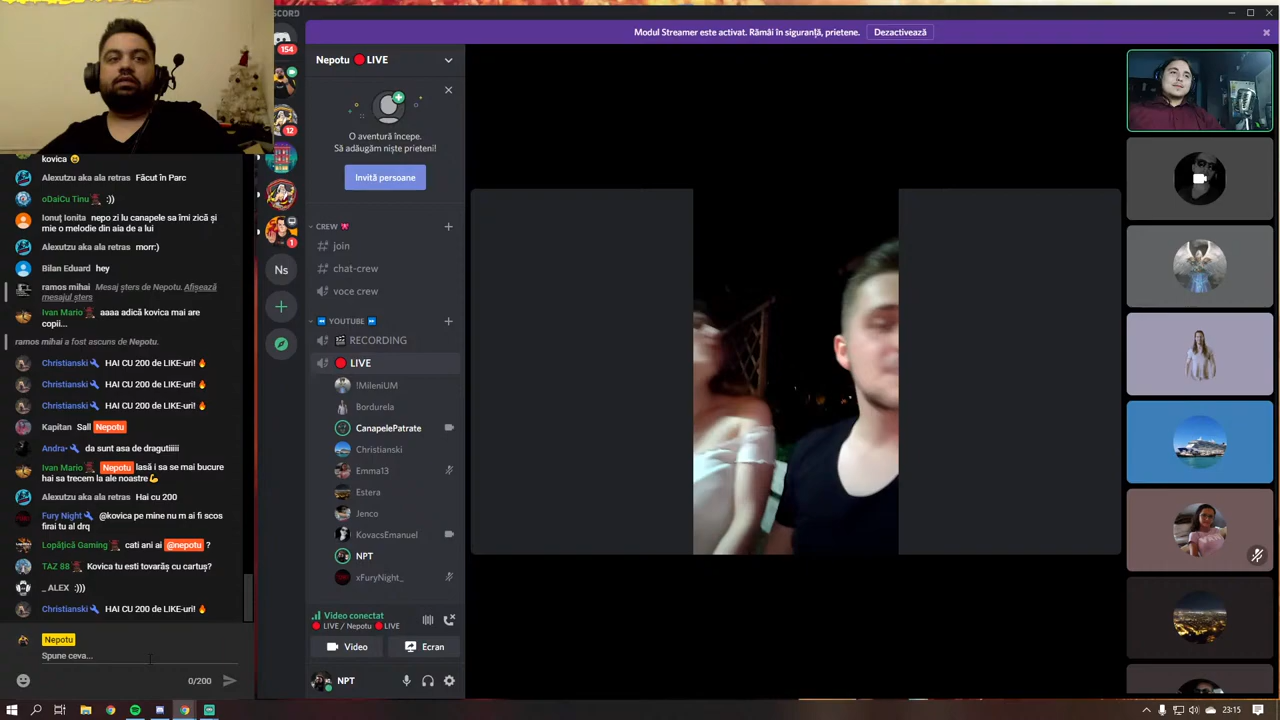 SCORD
Modul Streamer este activat. Rămâi în siguranță, prietene.
Dezactivează
154
12
1
Ns
Nepotu 🔴 LIVE
O aventură începe.
Să adăugăm niște prieteni!
Invită persoane
CREW
join
chat-crew
voce crew
YOUTUBE
RECORDING
LIVE
!MileniUM
Bordurela
CanapelePatrate
Christianski
Emma13
Estera
Jenco
KovacsEmanuel
NPT
xFuryNight_
Video conectat
LIVE / Nepotu 🔴 LIVE
Video
Ecran
NPT
kovica
Alexutzu aka ala retras Făcut în Parc
oDaiCu Tinu :))
Ionuț Ionita nepo zi lu canapele sa îmi zică și
mie o melodie din aia de a lui
Alexutzu aka ala retras morr:)
Bilan Eduard hey
ramos mihai Mesaj șters de Nepotu. Afișează
mesajul șters
Ivan Mario aaaa adică kovica mai are
copii...
ramos mihai a fost ascuns de Nepotu.
Christianski HAI CU 200 de LIKE-uri! 🔥
Christianski HAI CU 200 de LIKE-uri! 🔥
Christianski HAI CU 200 de LIKE-uri! 🔥
Kapitan Sall Nepotu
Andra• da sunt asa de dragutiiiii
Ivan Mario Nepotu lasă i sa se mai bucure
hai sa trecem la ale noastre💪
Alexutzu aka ala retras Hai cu 200
Fury Night @kovica pe mine nu m ai fi scos
firai tu al drq
Lopățică Gaming cati ani ai @nepotu ?
TAZ 88 Kovica tu esti tovarăș cu cartuș?
_ ALEX :)))
Christianski HAI CU 200 de LIKE-uri! 🔥
Nepotu
Spune ceva...
0/200
23:15